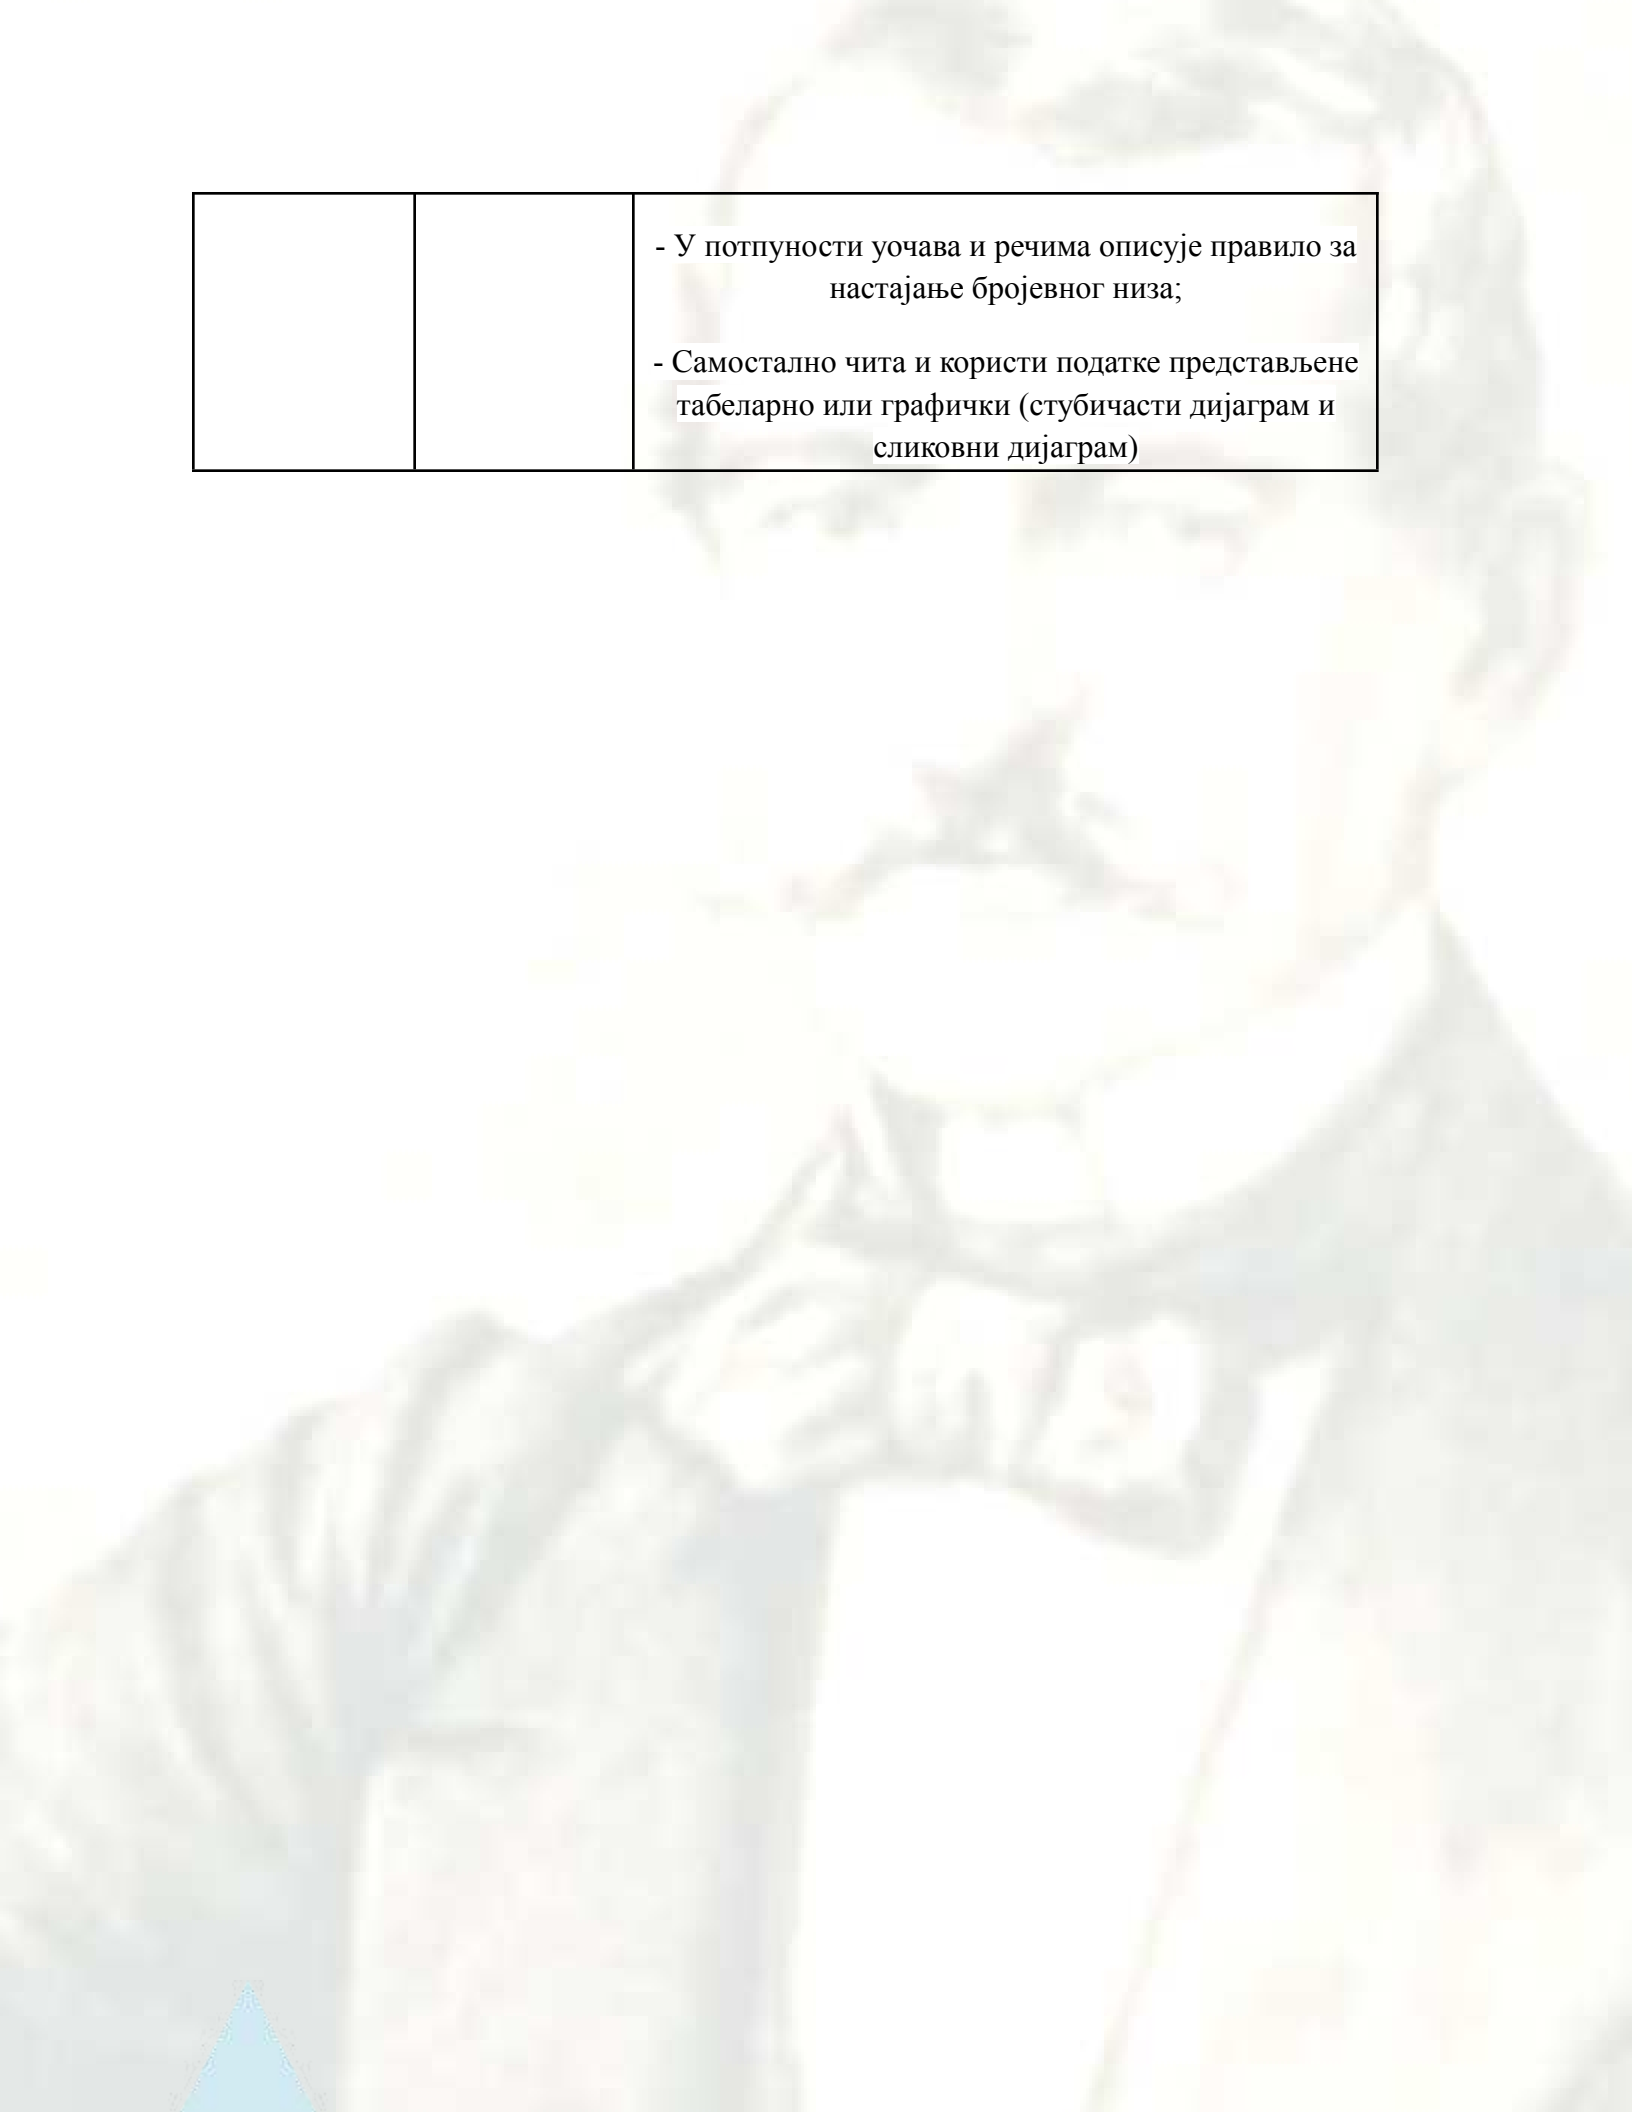 - У потпуности уочава и речима описује правило за
настајање бројевног низа;
- Самостално чита и користи податке представљене
табеларно или графички (стубичасти дијаграм и
сликовни дијаграм)